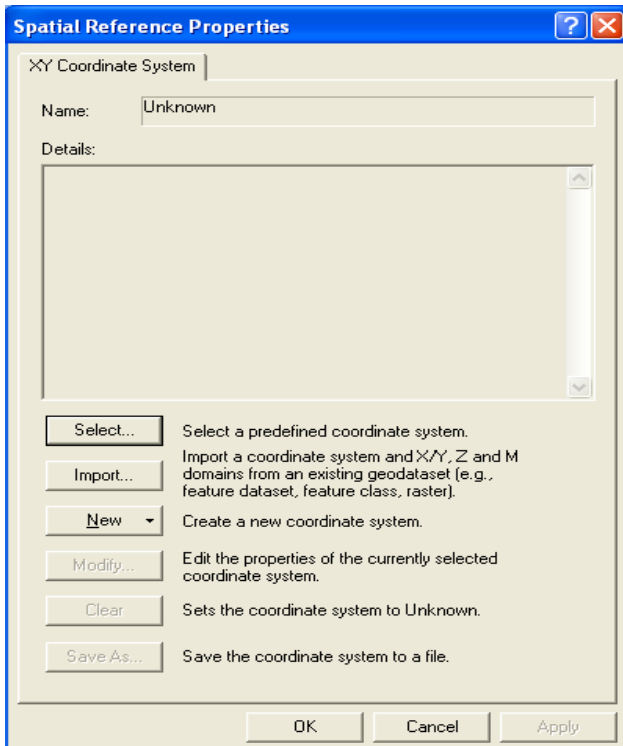 Spatial Reference Properties
XY Coordinate System
Name: Unknown
Details:
Select... Select a predefined coordinate system.
Import... Import a coordinate system and X/Y, Z and M
domains from an existing geodataset (e.g.,
feature dataset, feature class, raster).
New Create a new coordinate system.
Modify... Edit the properties of the currently selected
coordinate system.
Clear Sets the coordinate system to Unknown.
Save As... Save the coordinate system to a file.
OK Cancel Apply